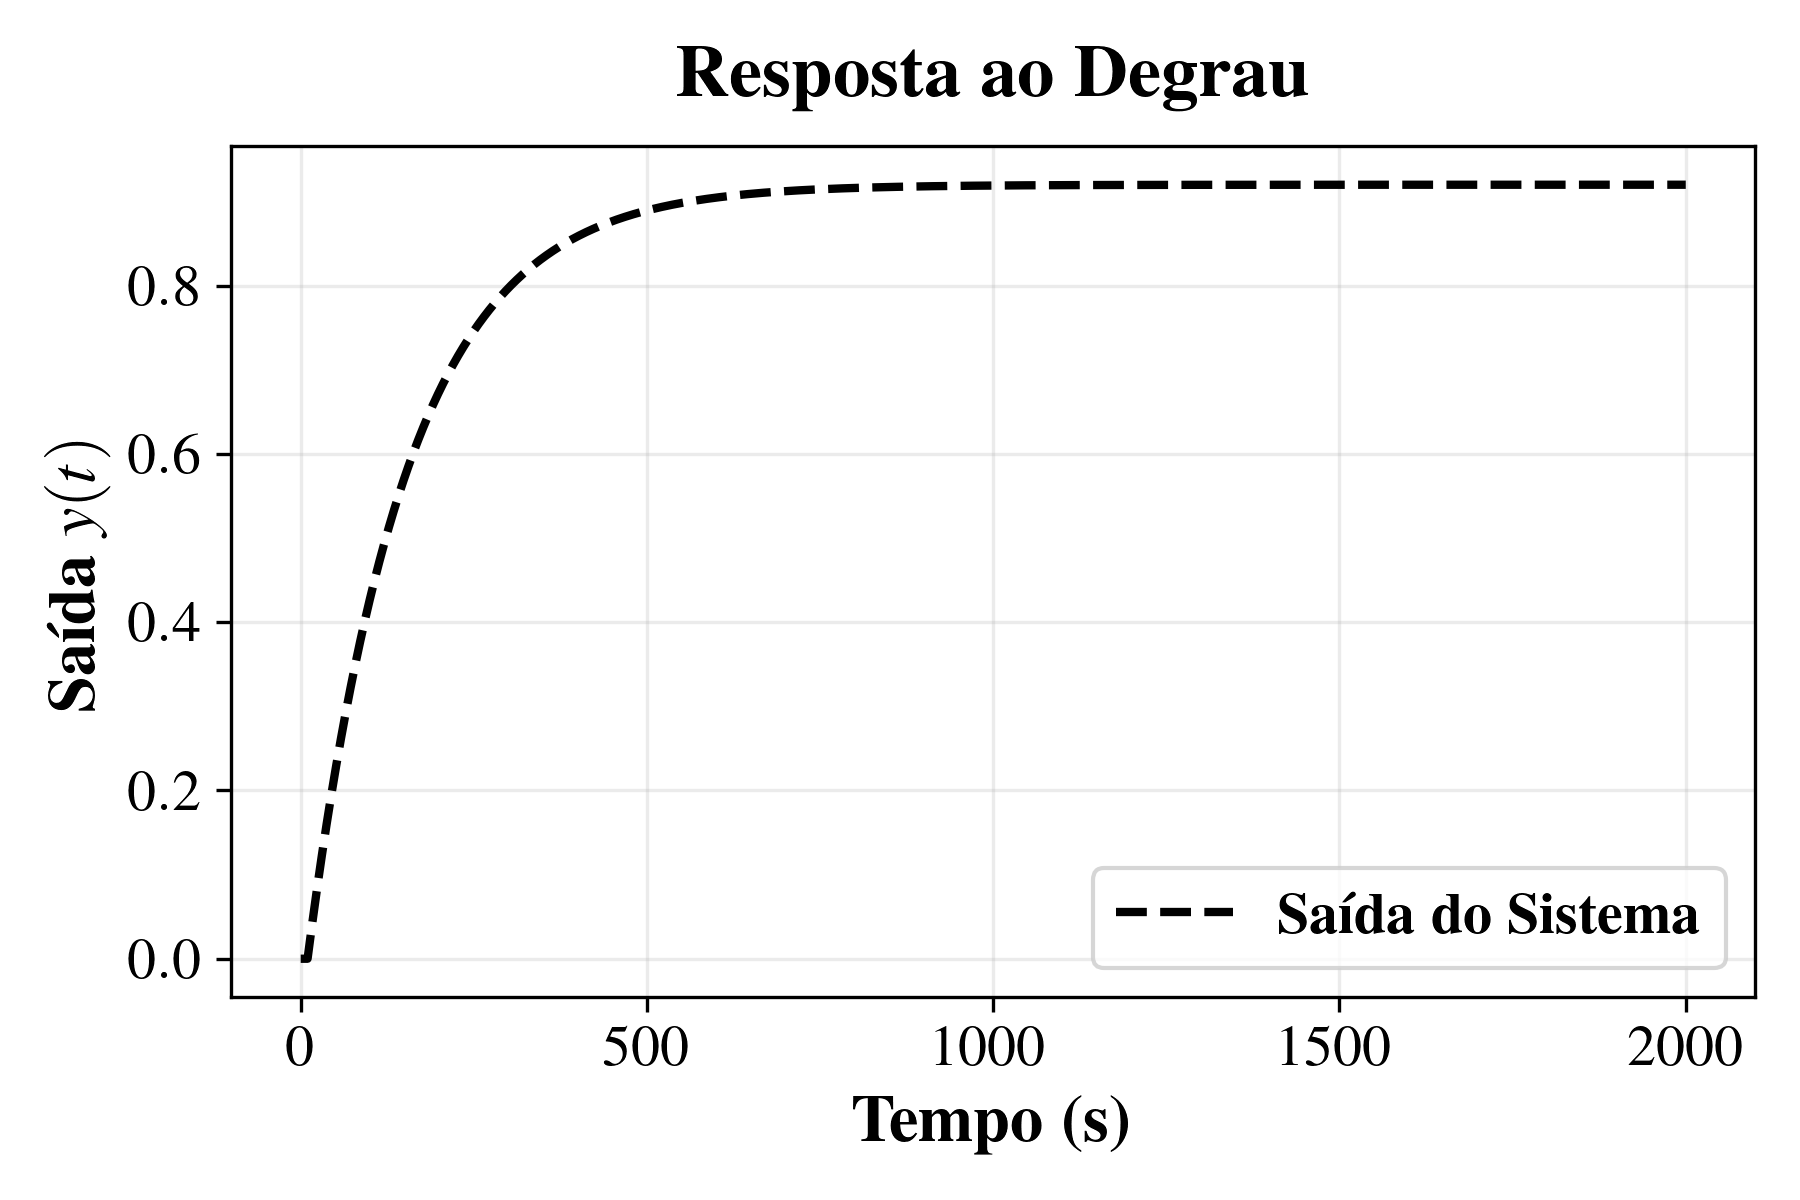 Resposta ao Degrau
Saída y(t)
0.8
0.6
0.4
0.2
0.0
Saída do Sistema
0 500 1000 1500 2000
Tempo (s)